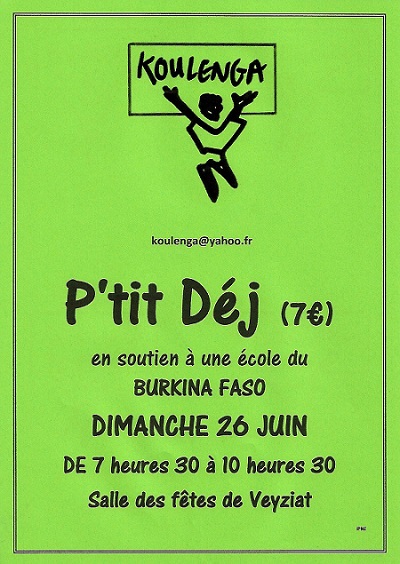 KOULENGA
koulenga@yahoo.fr
P'tit Déj (7€)
en soutien à une école du
BURKINA FASO
DIMANCHE 26 JUIN
DE 7 heures 30 à 10 heures 30
Salle des fêtes de Veyziat